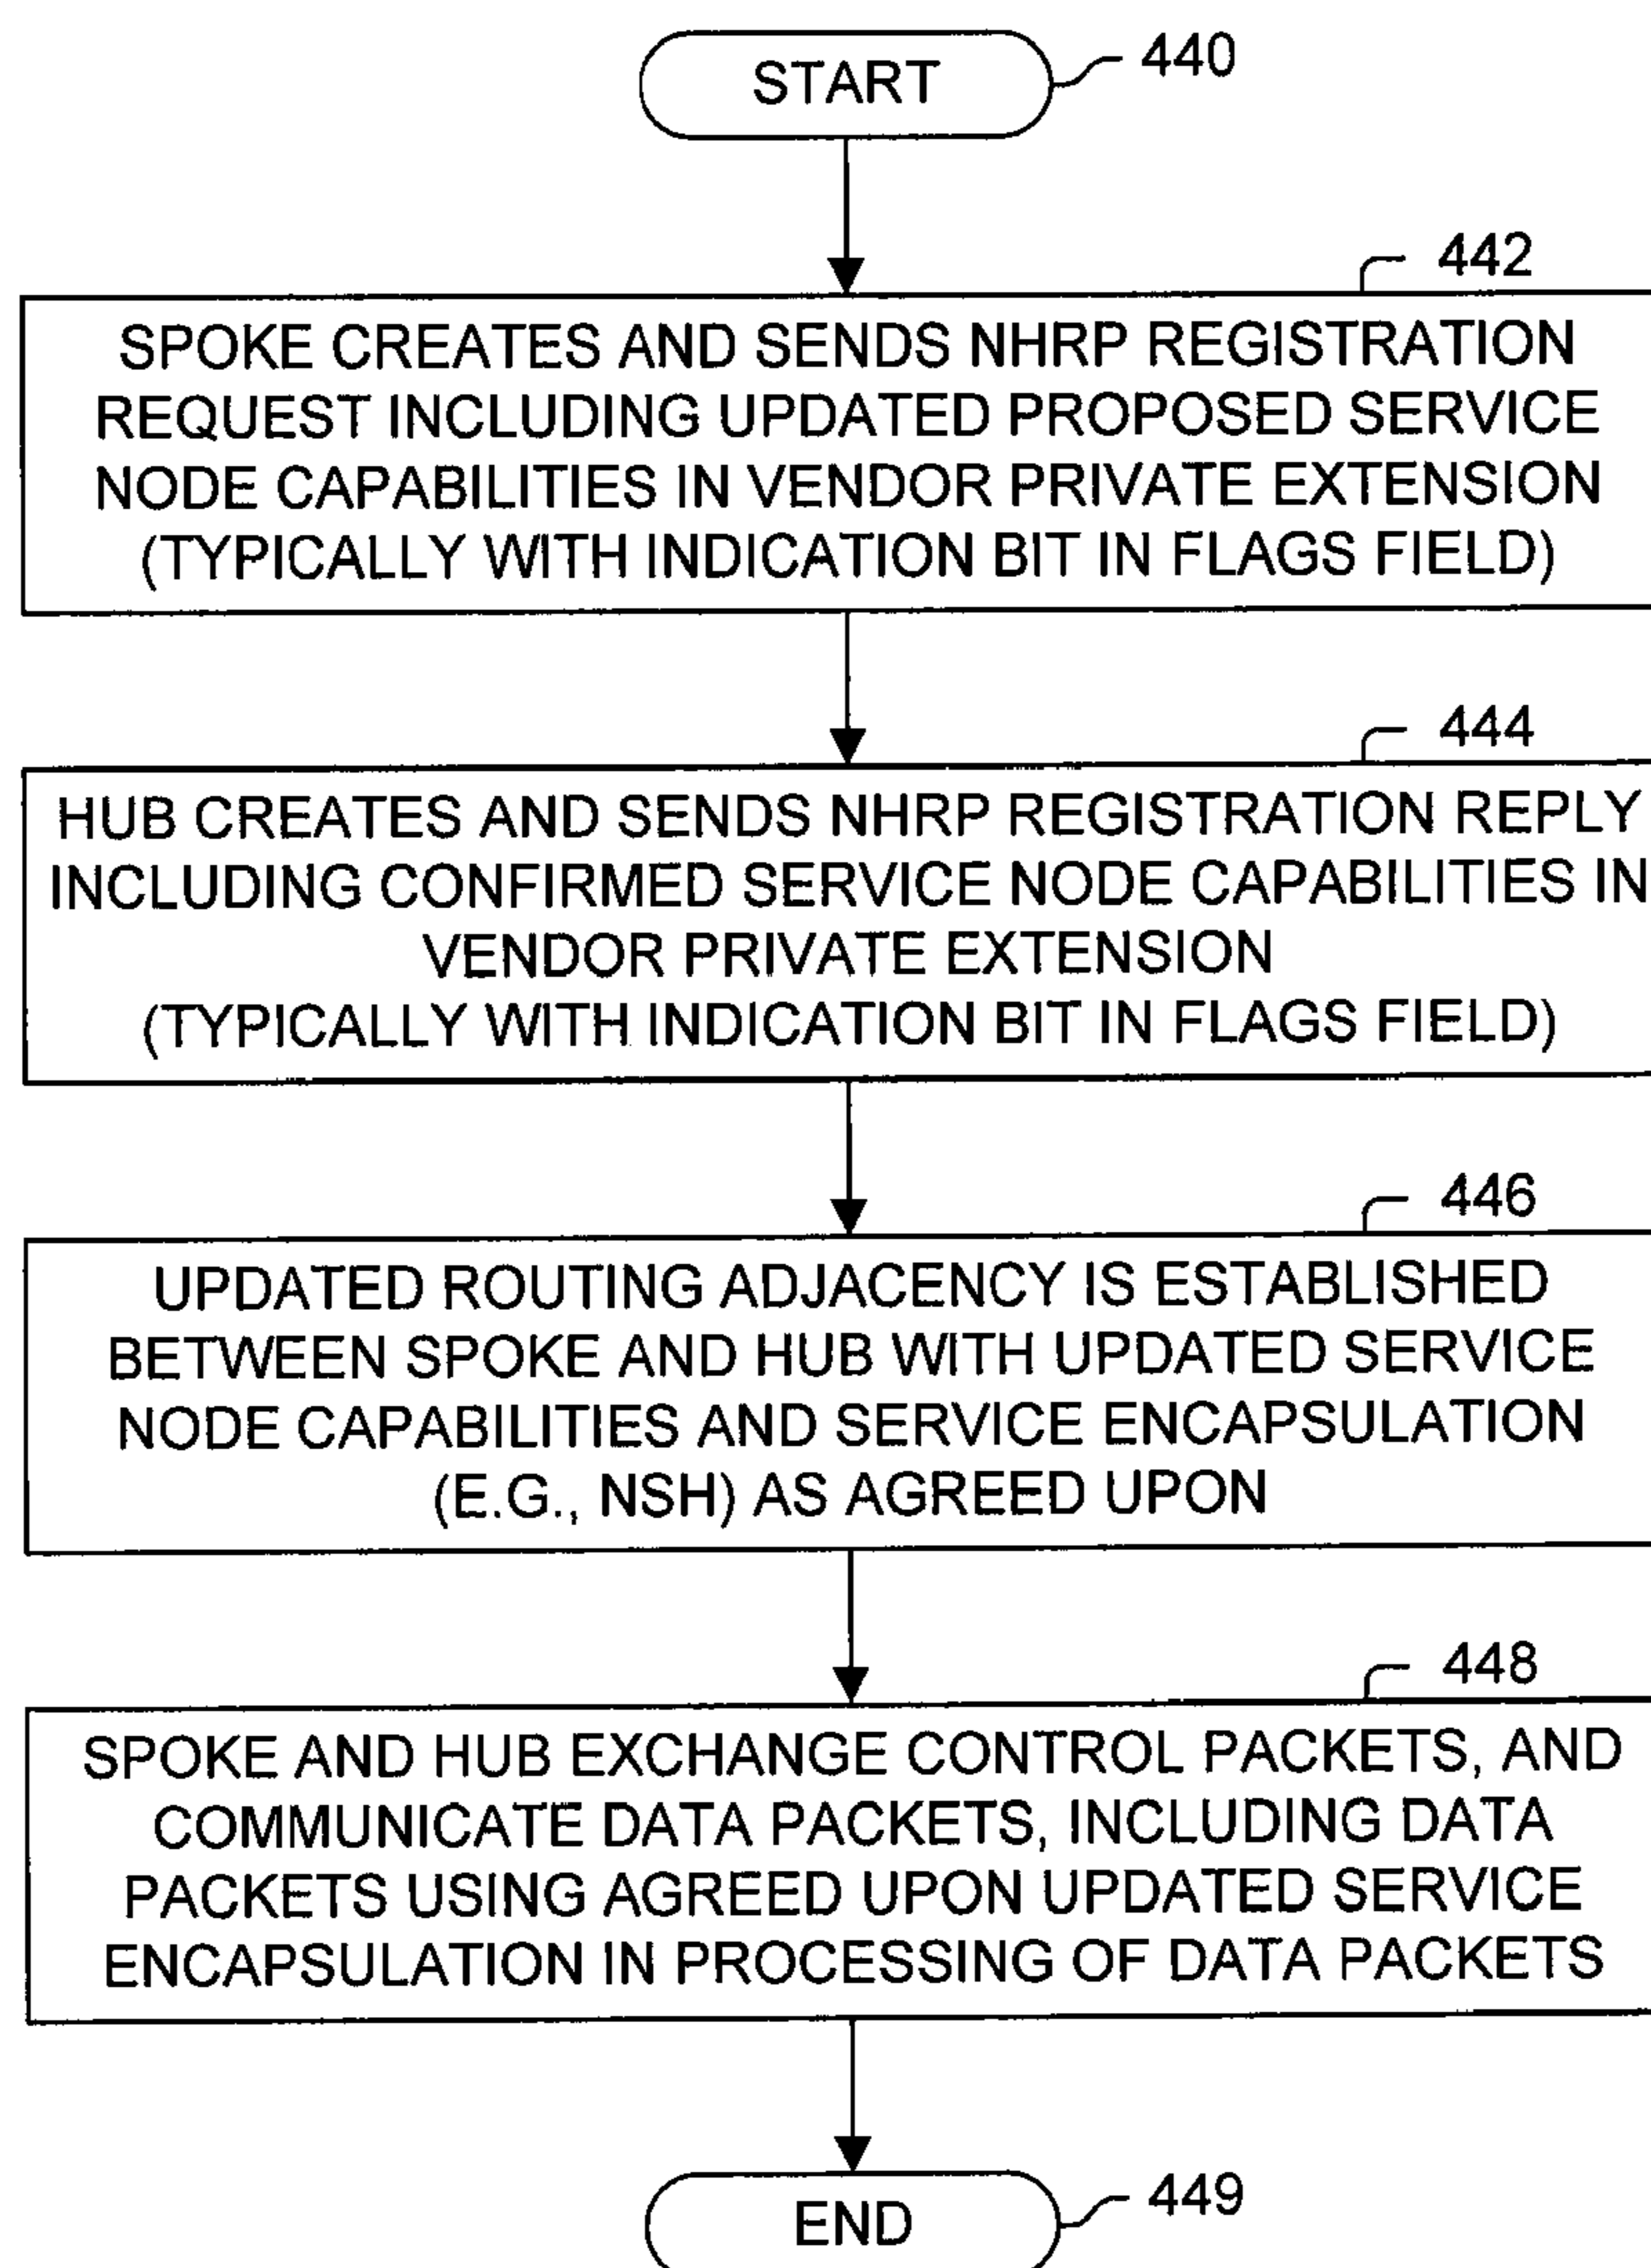 START
440
442
SPOKE CREATES AND SENDS NHRP REGISTRATION
REQUEST INCLUDING UPDATED PROPOSED SERVICE
NODE CAPABILITIES IN VENDOR PRIVATE EXTENSION
(TYPICALLY WITH INDICATION BIT IN FLAGS FIELD)
444
HUB CREATES AND SENDS NHRP REGISTRATION REPLY
INCLUDING CONFIRMED SERVICE NODE CAPABILITIES IN
VENDOR PRIVATE EXTENSION
(TYPICALLY WITH INDICATION BIT IN FLAGS FIELD)
446
UPDATED ROUTING ADJACENCY IS ESTABLISHED
BETWEEN SPOKE AND HUB WITH UPDATED SERVICE
NODE CAPABILITIES AND SERVICE ENCAPSULATION
(E.G., NSH) AS AGREED UPON
448
SPOKE AND HUB EXCHANGE CONTROL PACKETS, AND
COMMUNICATE DATA PACKETS, INCLUDING DATA
PACKETS USING AGREED UPON UPDATED SERVICE
ENCAPSULATION IN PROCESSING OF DATA PACKETS
END
449